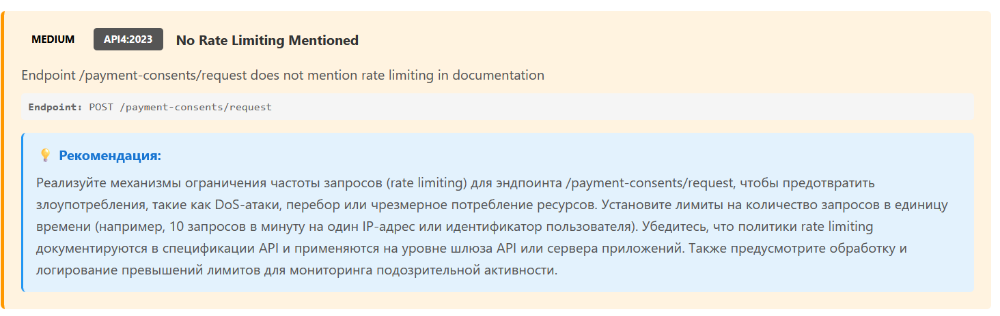 MEDIUM API4:2023 No Rate Limiting Mentioned
Endpoint /payment-consents/request does not mention rate limiting in documentation
Endpoint: POST /payment-consents/request
💡 Рекомендация:
Реализуйте механизмы ограничения частоты запросов (rate limiting) для эндпоинта /payment-consents/request, чтобы предотвратить
злоупотребления, такие как DoS-атаки, перебор или чрезмерное потребление ресурсов. Установите лимиты на количество запросов в единицу
времени (например, 10 запросов в минуту на один IP-адрес или идентификатор пользователя). Убедитесь, что политики rate limiting
документируются в спецификации API и применяются на уровне шлюза API или сервера приложений. Также предусмотрите обработку и
логирование превышений лимитов для мониторинга подозрительной активности.